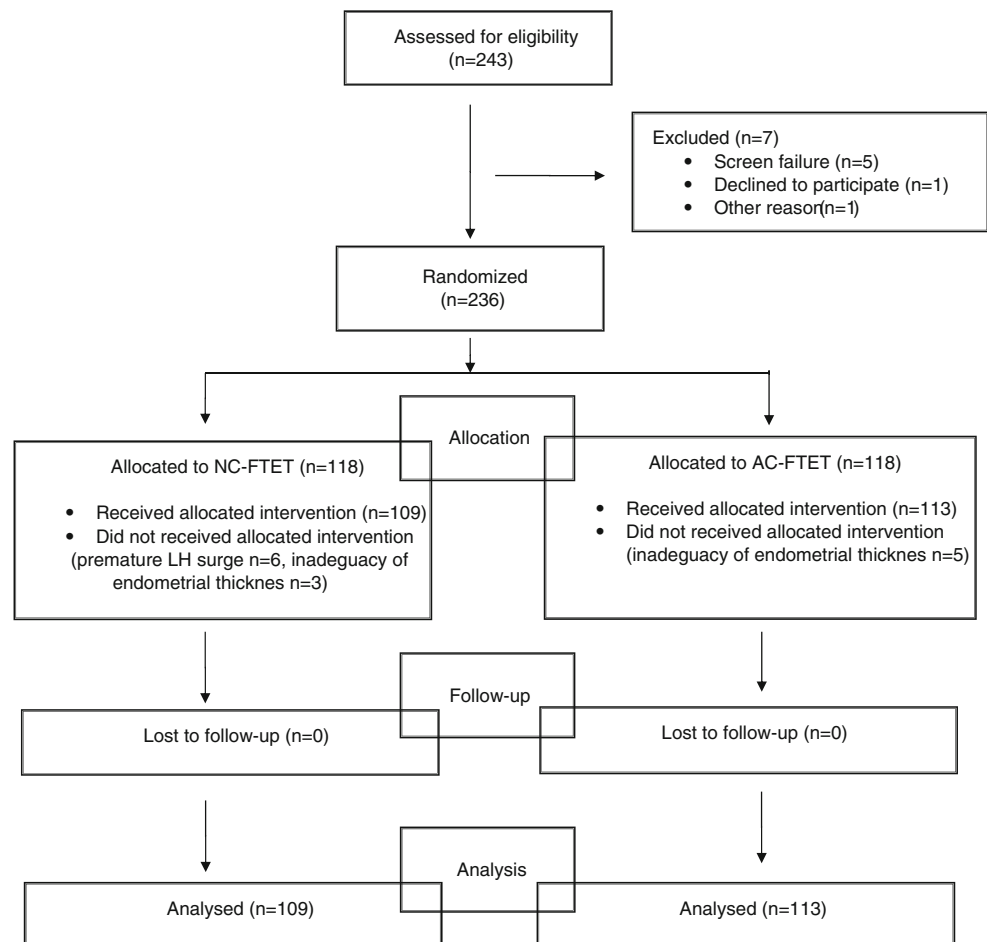 Assessed for eligibility
(n=243)
Excluded (n=7)
• Screen failure (n=5)
• Declined to participate (n=1)
• Other reason(n=1)
Randomized
(n=236)
Allocation
Allocated to NC-FTET (n=118)
• Received allocated intervention (n=109)
• Did not received allocated intervention
(premature LH surge n=6, inadeguacy of
endometrial thicknes n=3)
Allocated to AC-FTET (n=118)
• Received allocated intervention (n=113)
• Did not received allocated intervention
(inadeguacy of endometrial thicknes n=5)
Follow-up
Lost to follow-up (n=0)
Lost to follow-up (n=0)
Analysis
Analysed (n=109)
Analysed (n=113)